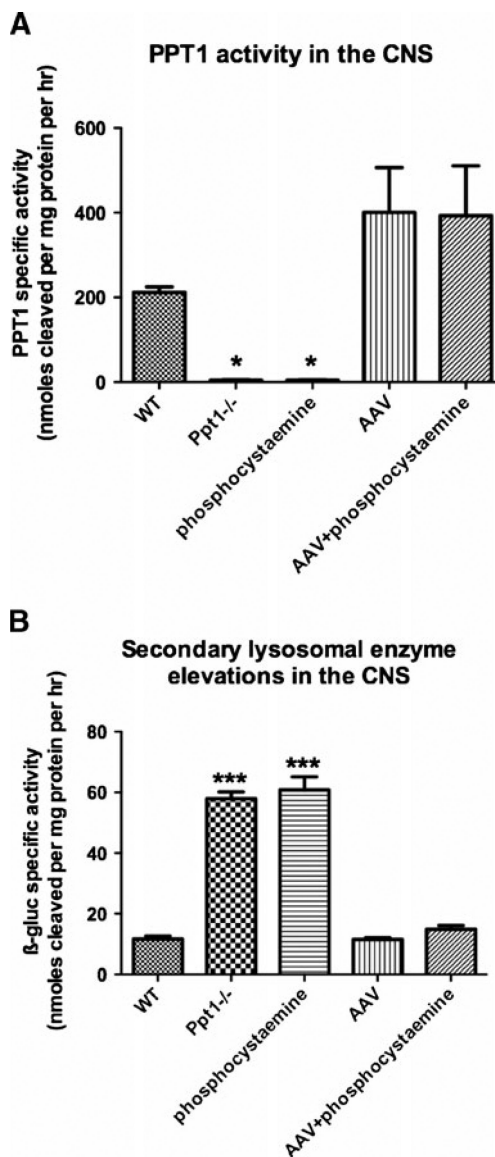 A
PPT1 activity in the CNS
PPT1 specific activity
(nmoles cleaved per mg protein per hr)
600
400
200
0
*
*
WT
Ppt1-/-
phosphocystaemine
AAV
AAV+phosphocystaemine
B
Secondary lysosomal enzyme
elevations in the CNS
ß-gluc specific activity
(nmoles cleaved per mg protein per hr)
80
60
40
20
0
***
***
WT
Ppt1-/-
phosphocystaemine
AAV
AAV+phosphocystaemine